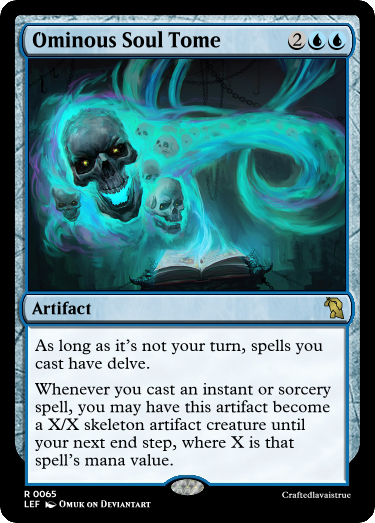 Ominous Soul Tome 2
Artifact
As long as it's not your turn, spells you
cast have delve.
Whenever you cast an instant or sorcery
spell, you may have this artifact become
a X/X skeleton artifact creature until
your next end step, where X is that
spell's mana value.
R 0065
LEF Omuk on Deviantart
Craftedlavaistrue